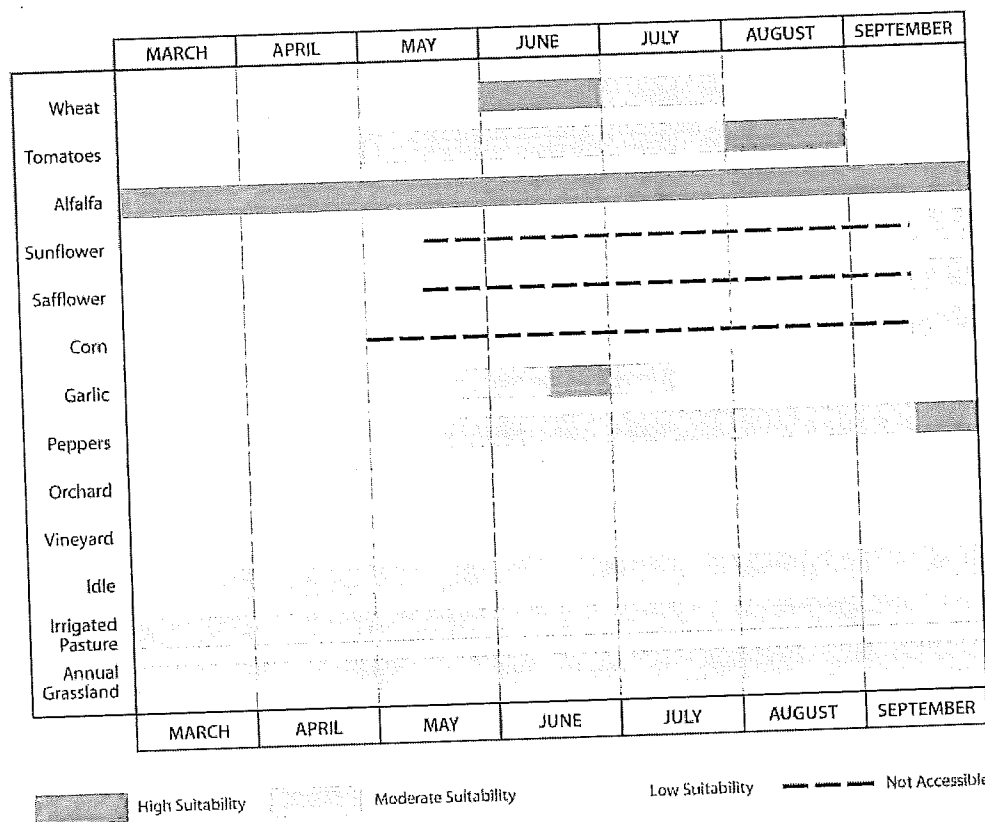 MARCH APRIL MAY JUNE JULY AUGUST SEPTEMBER
Wheat
Tomatoes
Alfalfa
Sunflower
Safflower
Corn
Garlic
Peppers
Orchard
Vineyard
Idle
Irrigated
Pasture
Annual
Grassland
MARCH APRIL MAY JUNE JULY AUGUST SEPTEMBER
High Suitability Moderate Suitability Low Suitability Not Accessible